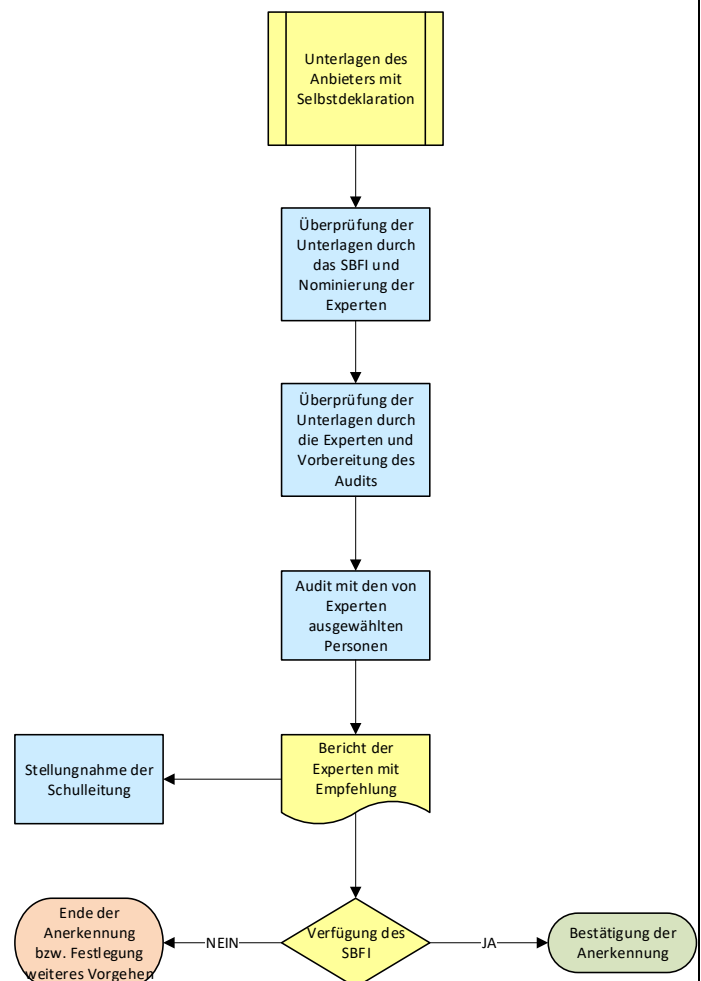 Unterlagen des
Anbieters mit
Selbstdeklaration
Überprüfung der
Unterlagen durch
das SBFI und
Nominierung der
Experten
Überprüfung der
Unterlagen durch
die Experten und
Vorbereitung des
Audits
Audit mit den von
Experten
ausgewählten
Personen
Bericht der
Experten mit
Empfehlung
Stellungnahme der
Schulleitung
Verfügung des
SBFI
NEIN
Ende der
Anerkennung
bzw. Festlegung
weiteres Vorgehen
JA
Bestätigung der
Anerkennung